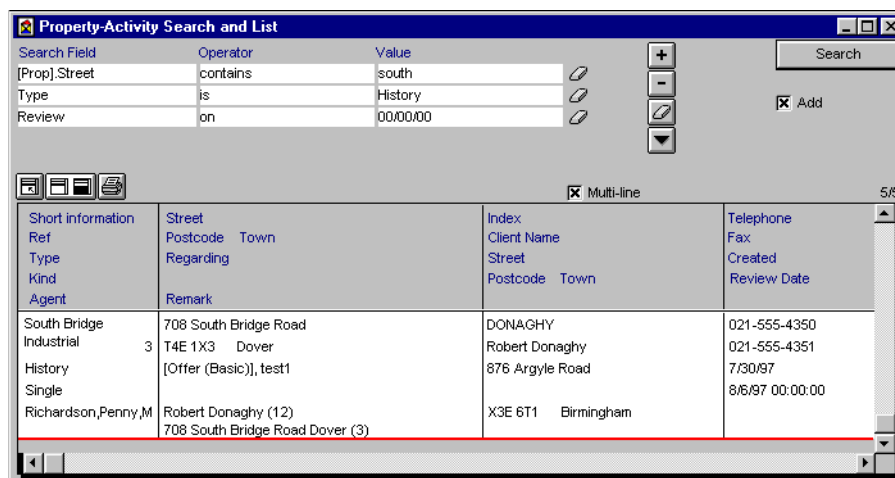 Property-Activity Search and List
Search Field Operator Value
[Prop].Street contains south
Type is History
Review on 00/00/00
Search
Add
Multi-line
Short information Street Index Telephone
Ref Postcode Town Client Name Fax
Type Regarding Street Created
Kind Postcode Town Review Date
Agent Remark
South Bridge 708 South Bridge Road DONAGHY 021-555-4350
Industrial 3 T4E 1X3 Dover Robert Donaghy 021-555-4351
History [Offer (Basic)], test1 876 Argyle Road 7/30/97
Single 8/6/97 00:00:00
Richardson,Penny,M Robert Donaghy (12) X3E 6T1 Birmingham
708 South Bridge Road Dover (3)